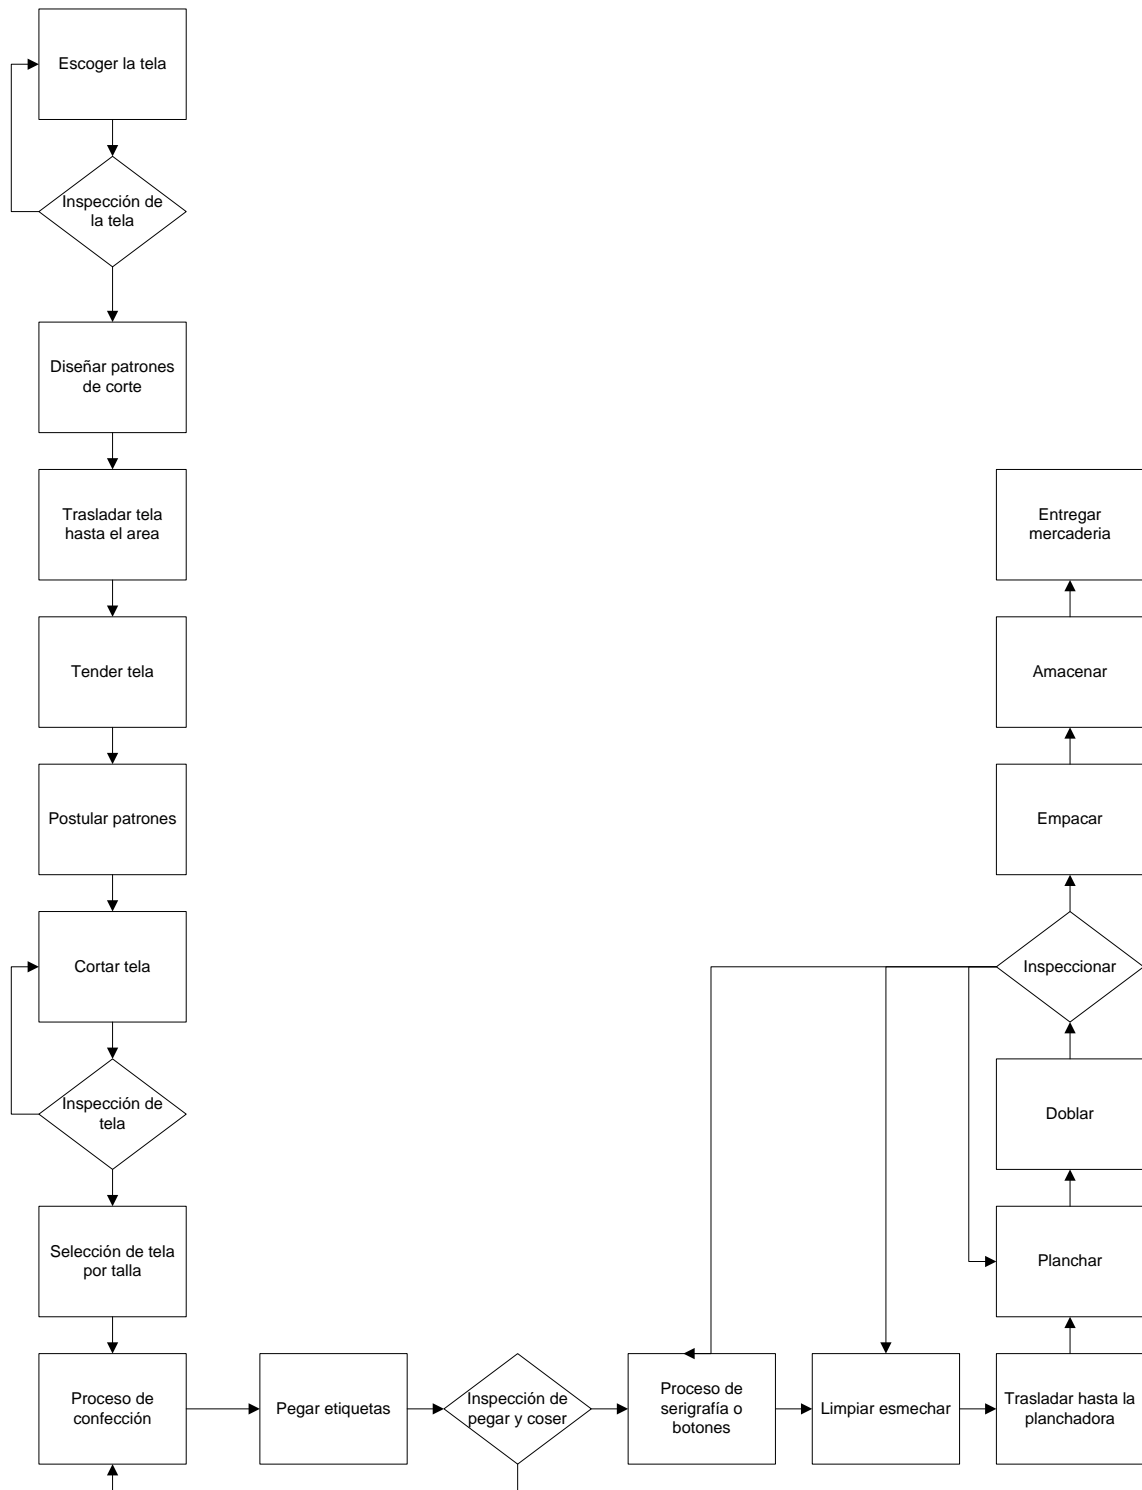 Escoger la tela
Inspección de
la tela
Diseñar patrones
de corte
Trasladar tela
hasta el area
Tender tela
Postular patrones
Cortar tela
Inspección de
tela
Selección de tela
por talla
Proceso de
confección
Pegar etiquetas
Inspección de
pegar y coser
Proceso de
serigrafía o
botones
Limpiar esmechar
Trasladar hasta la
planchadora
Planchar
Doblar
Inspeccionar
Empacar
Amacenar
Entregar
mercaderia